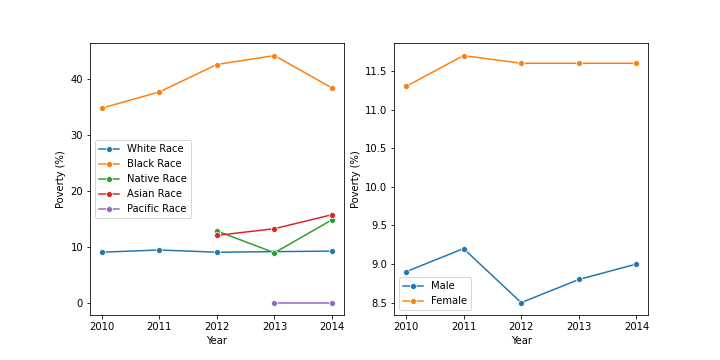 40
30
20
10
0
Poverty (%)
White Race
Black Race
Native Race
Asian Race
Pacific Race
2010 2011 2012 2013 2014
Year
11.5
11.0
10.5
10.0
9.5
9.0
8.5
Poverty (%)
Male
Female
2010 2011 2012 2013 2014
Year